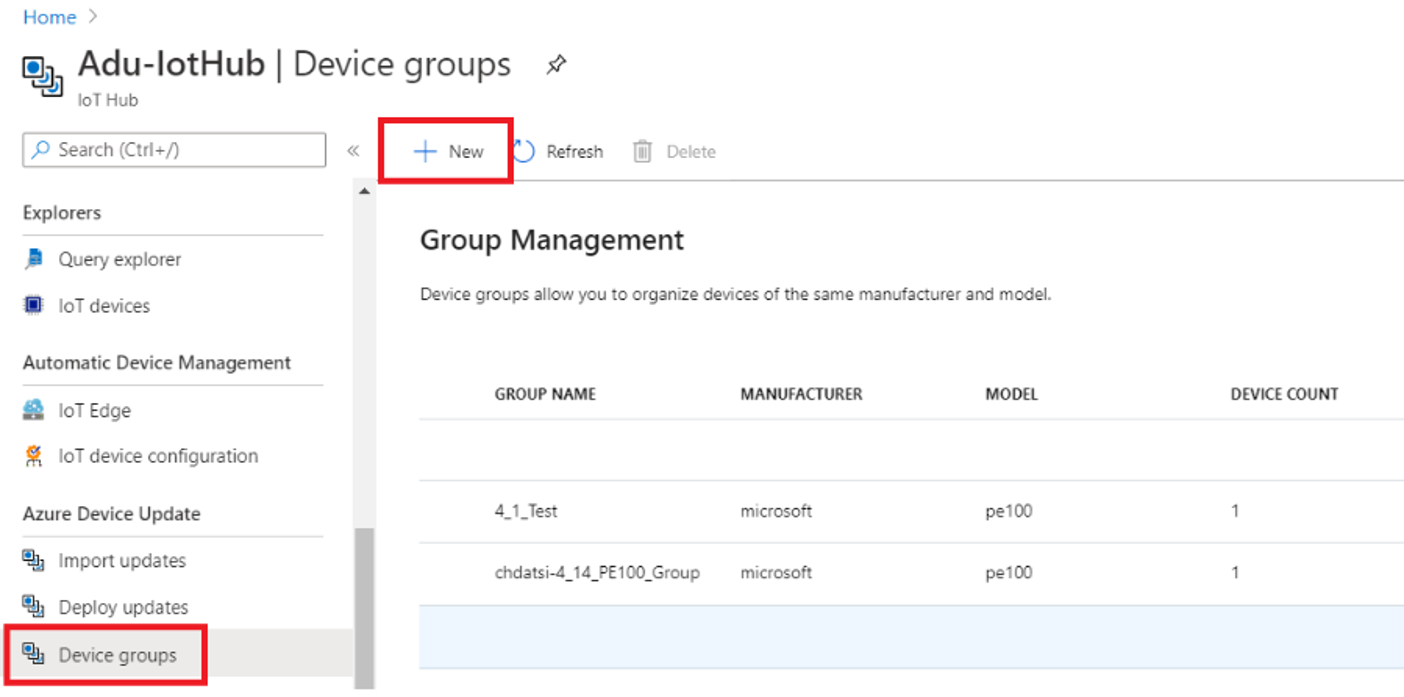 Home >
Adu-IotHub | Device groups
IoT Hub
Search (Ctrl+/)
«
New Refresh Delete
Explorers
Query explorer
IoT devices
Automatic Device Management
IoT Edge
IoT device configuration
Azure Device Update
Import updates
Deploy updates
Device groups
Group Management
Device groups allow you to organize devices of the same manufacturer and model.
GROUP NAME MANUFACTURER MODEL DEVICE COUNT
4_1_Test microsoft pe100 1
chdatsi-4_14_PE100_Group microsoft pe100 1